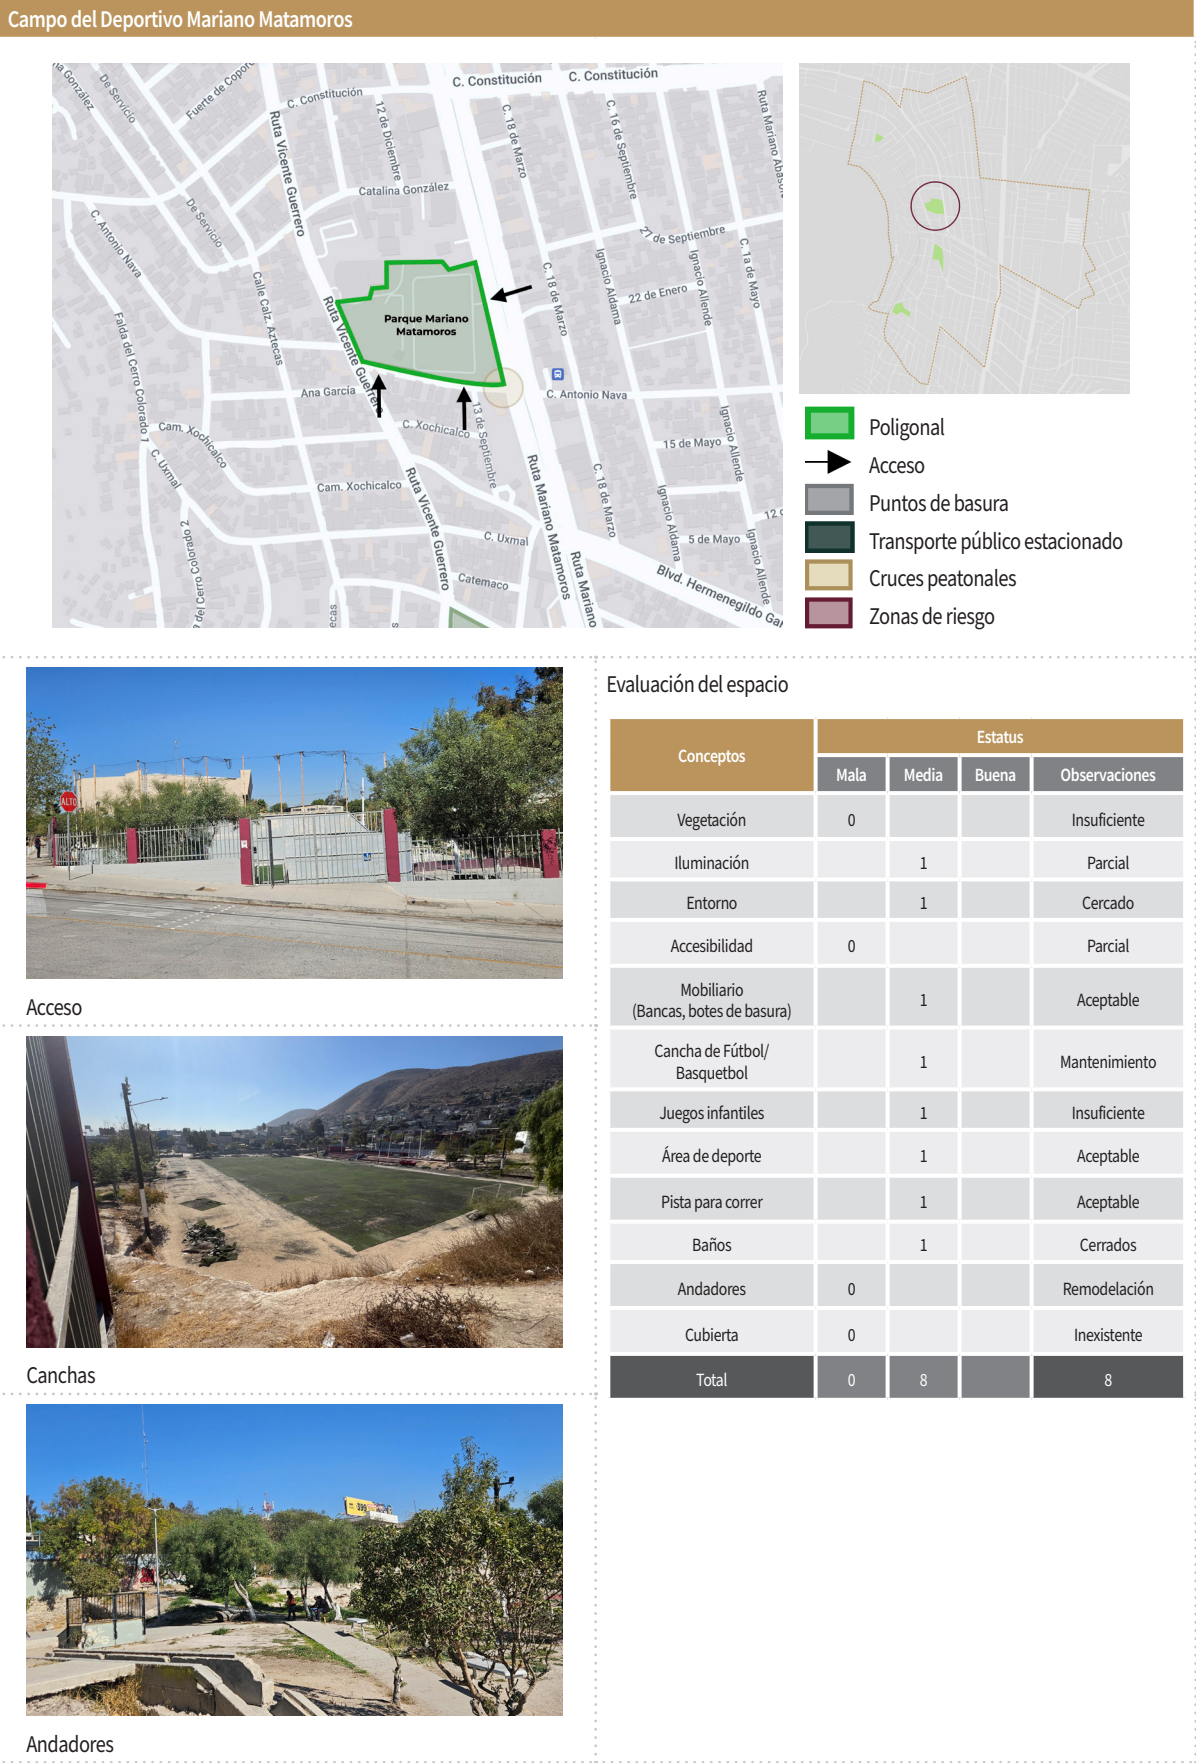 Campo del Deportivo Mariano Matamoros
C. Constitución
C. Constitución
C. Constitución
Fuerte de
De Servicio
12 de Diciembre
Ruta Vicente Guerrero
C. 18 de Marzo
C. 16 de Septiembre
Catalina González
De Servicio
C. Antonio Nava
27 de Septiembre
C. 1a de Mayo
Calle Calz. Aztecas
C. 18 de Marzo
Ignacio Aldama
Ignacio Allende
22 de Enero
Parque Mariano
Matamoros
Ruta Vicente Guerrero
Falda del Cerro Colorado 1
Ana García
C. Antonio Nava
13 de Septiembre
C. Xochicalco
Cam. Xochicalco
C. Uxmal
15 de Mayo
Ignacio Allende
Cam. Xochicalco
Ruta Vicente Guerrero
Ruta Mariano Matamoros
C. 18 de Marzo
Ignacio Aldama
5 de Mayo
Ignacio Allende
C. Uxmal
Catemaco
Ruta Mariano
Blvd. Hermenegildo
del Cerro Colorado 2
Poligonal
Acceso
Puntos de basura
Transporte público estacionado
Cruces peatonales
Zonas de riesgo
ALTO
Acceso
Canchas
Andadores
Evaluación del espacio
Conceptos Estatus
Mala Media Buena Observaciones
Vegetación 0 Insuficiente
Iluminación 1 Parcial
Entorno 1 Cercado
Accesibilidad 0 Parcial
Mobiliario
(Bancas, botes de basura) 1 Aceptable
Cancha de Fútbol/
Basquetbol 1 Mantenimiento
Juegos infantiles 1 Insuficiente
Área de deporte 1 Aceptable
Pista para correr 1 Aceptable
Baños 1 Cerrados
Andadores 0 Remodelación
Cubierta 0 Inexistente
Total 0 8 8